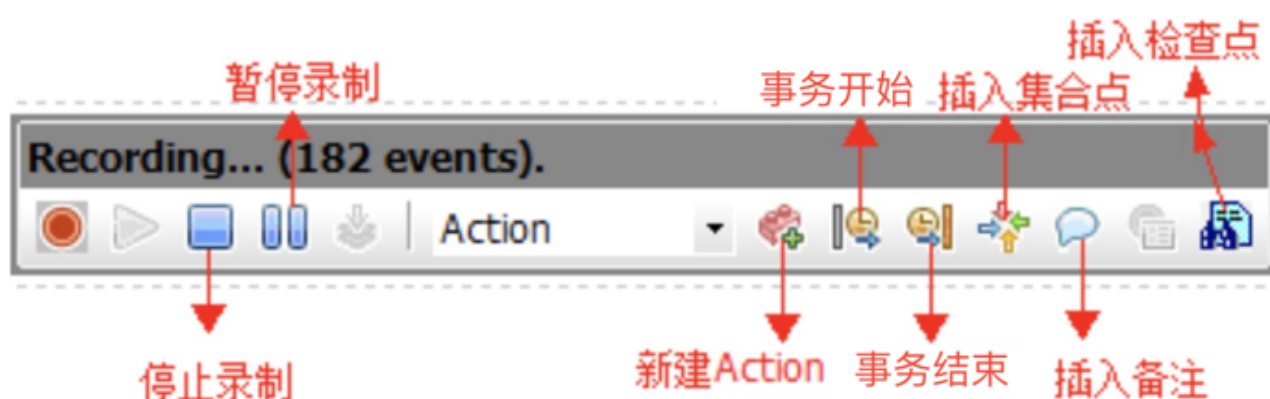 插入检查点
暂停录制
事务开始
插入集合点
Recording... (182 events).
Action
停止录制
新建Action
事务结束
插入备注